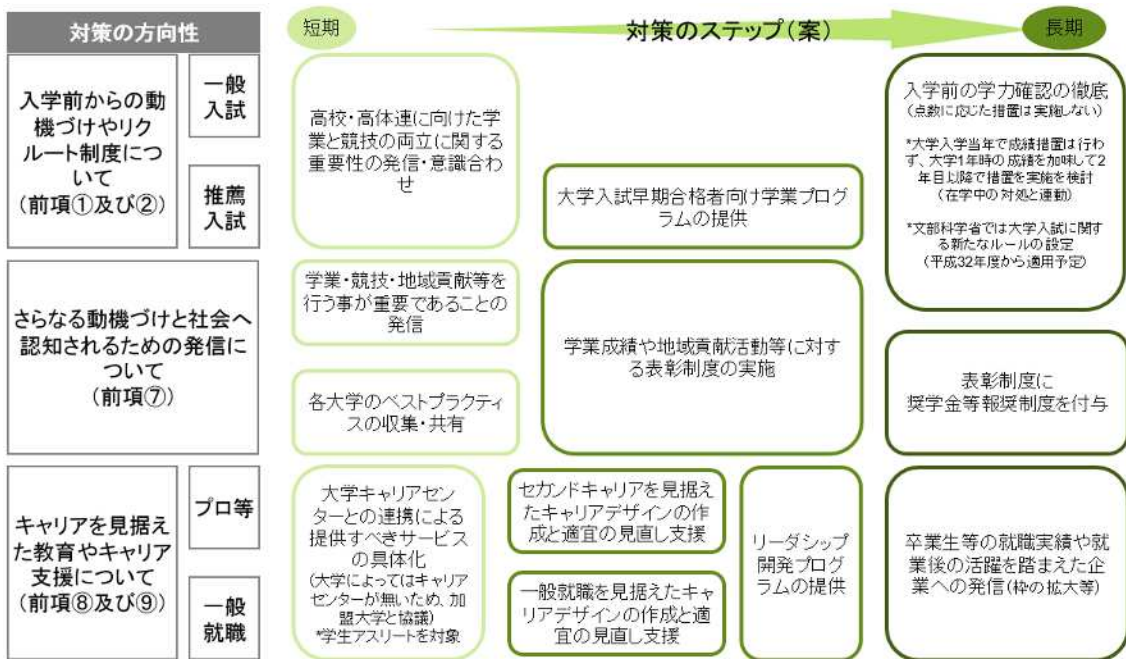 対策の方向性
短期
対策のステップ(案)
長期
入学前からの動
機づけやリク
ルート制度につ
いて
(前項①及び②)
一般
入試
推薦
入試
高校・高体連に向けた学
業と競技の両立に関する
重要性の発信・意識合わ
せ
大学入試早期合格者向け学業プログ
ラムの提供
入学前の学力確認の徹底
(点数に応じた措置は実施しない)
*大学入学当年で成績措置は行わ
ず、大学1年時の成績を加味して2
年目以降で措置を実施を検討
(在学中の対処と連動)
*文部科学省では大学入試に関す
る新たなルールの設定
(平成32年度から適用予定)
さらなる動機づけと社会へ
認知されるための発信に
ついて
(前項⑦)
学業・競技・地域貢献等を
行う事が重要であることの
発信
各大学のベストプラクティ
スの収集・共有
学業成績や地域貢献活動等に対す
る表彰制度の実施
表彰制度に
奨学金等報奨制度を付与
キャリアを見据え
た教育やキャリア
支援について
(前項⑧及び⑨)
プロ等
一般
就職
大学キャリアセン
ターとの連携による
提供すべきサービス
の具体化
(大学によってはキャリア
センターが無いため、加
盟大学と協議)
*学生アスリートを対象
セカンドキャリアを見据え
たキャリアデザインの作
成と適宜の見直し支援
一般就職を見据えたキャ
リアデザインの作成と適
宜の見直し支援
リーダシップ
開発プログ
ラムの提供
卒業生等の就職実績や就
業後の活躍を踏まえた企
業への発信(枠の拡大等)